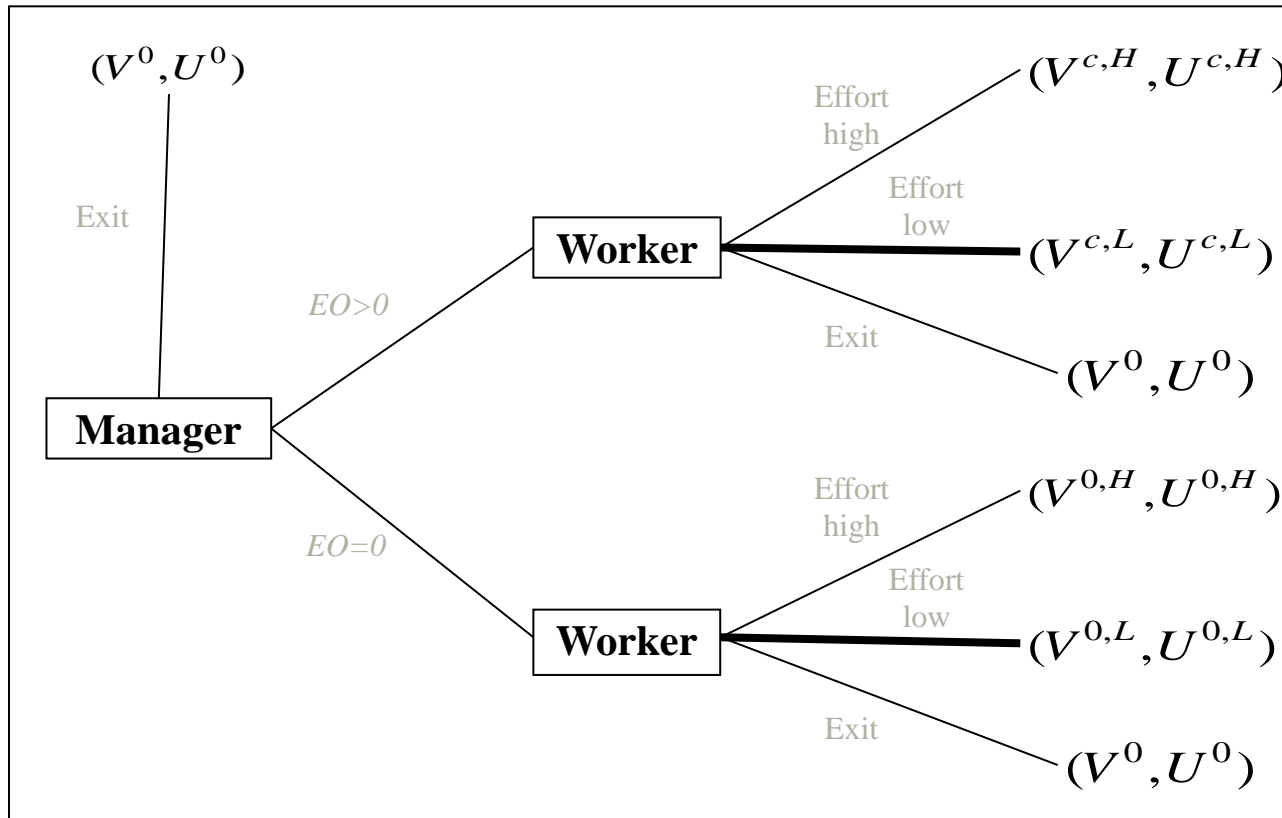 (V^0, U^0)
Exit
Manager
EO>0
EO=0
Worker
Effort
high
(V^{c,H}, U^{c,H})
Effort
low
(V^{c,L}, U^{c,L})
Exit
(V^0, U^0)
Worker
Effort
high
(V^{0,H}, U^{0,H})
Effort
low
(V^{0,L}, U^{0,L})
Exit
(V^0, U^0)